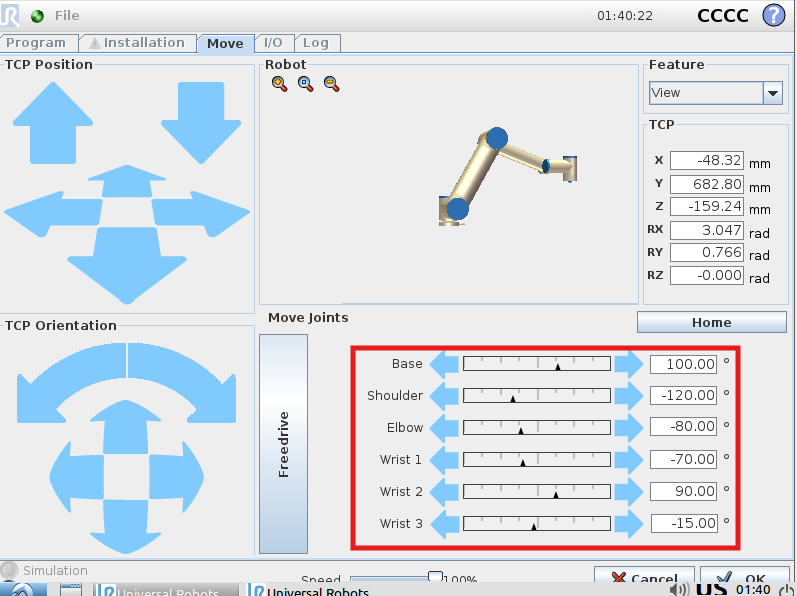 File 01:40:22 CCCC ?
Program Installation Move I/O Log
TCP Position
Robot
Feature
View
TCP
X -48.32 mm
Y 682.80 mm
Z -159.24 mm
RX 3.047 rad
RY 0.766 rad
RZ -0.000 rad
TCP Orientation
Move Joints
Home
Freedrive
Base 100.00 °
Shoulder -120.00 °
Elbow -80.00 °
Wrist 1 -70.00 °
Wrist 2 90.00 °
Wrist 3 -15.00 °
Simulation
Speed 100%
Cancel
OK
Universal Robots
Universal Robots
US 01:40